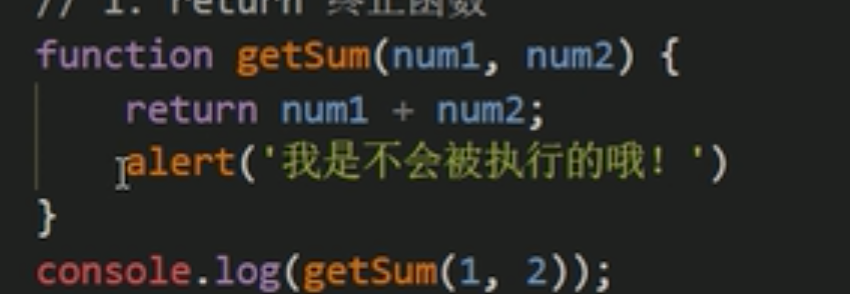 // 1. return 终止函数
function getSum(num1, num2) {
return num1 + num2;
alert('我是不会被执行的哦！')
}
console.log(getSum(1, 2));